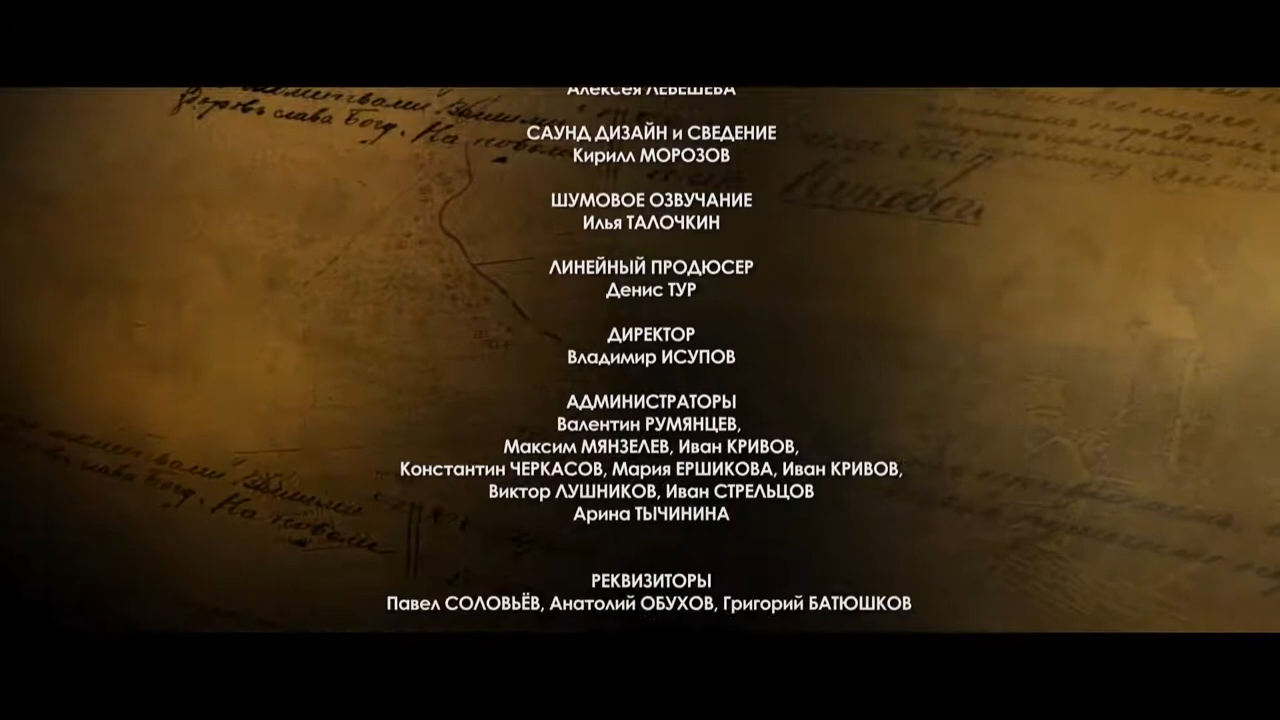 Алексея ЛЕБЕШЕВА
САУНД ДИЗАЙН и СВЕДЕНИЕ
Кирилл МОРОЗОВ
ШУМОВОЕ ОЗВУЧАНИЕ
Илья ТАЛОЧКИН
ЛИНЕЙНЫЙ ПРОДЮСЕР
Денис ТУР
ДИРЕКТОР
Владимир ИСУПОВ
АДМИНИСТРАТОРЫ
Валентин РУМЯНЦЕВ,
Максим МЯНЗЕЛЕВ, Иван КРИВОВ,
Константин ЧЕРКАСОВ, Мария ЕРШИКОВА, Иван КРИВОВ,
Виктор ЛУШНИКОВ, Иван СТРЕЛЬЦОВ
Арина ТЫЧИНИНА
РЕКВИЗИТОРЫ
Павел СОЛОВЬЁВ, Анатолий ОБУХОВ, Григорий БАТЮШКОВ